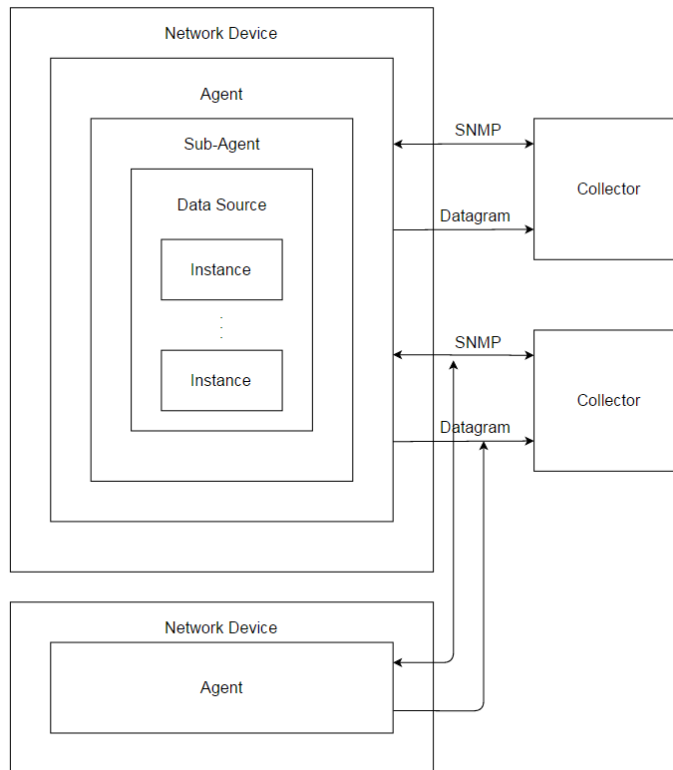 Network Device
Agent
Sub-Agent
Data Source
Instance
Instance
SNMP
Datagram
Collector
SNMP
Datagram
Collector
Network Device
Agent